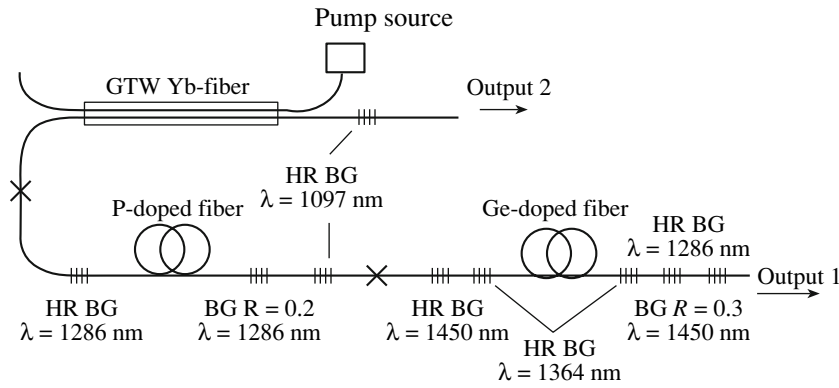 Pump source
GTW Yb-fiber
Output 2
HR BG
λ = 1097 nm
P-doped fiber
Ge-doped fiber
HR BG
λ = 1286 nm
Output 1
HR BG
λ = 1286 nm
BG R = 0.2
λ = 1286 nm
HR BG
λ = 1450 nm
BG R = 0.3
λ = 1450 nm
HR BG
λ = 1364 nm